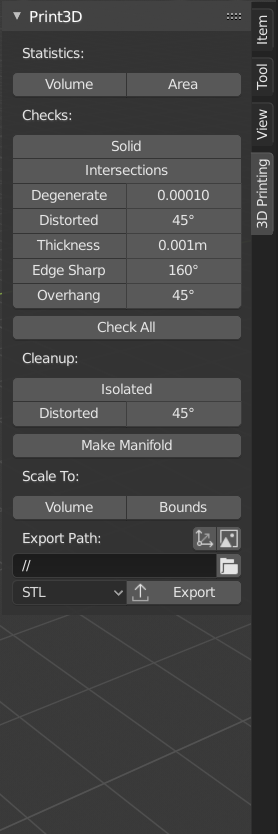 Print3D
Statistics:
Volume Area
Checks:
Solid
Intersections
Degenerate 0.00010
Distorted 45°
Thickness 0.001m
Edge Sharp 160°
Overhang 45°
Check All
Cleanup:
Isolated
Distorted 45°
Make Manifold
Scale To:
Volume Bounds
Export Path:
//
STL Export
Item
Tool
View
3D Printing